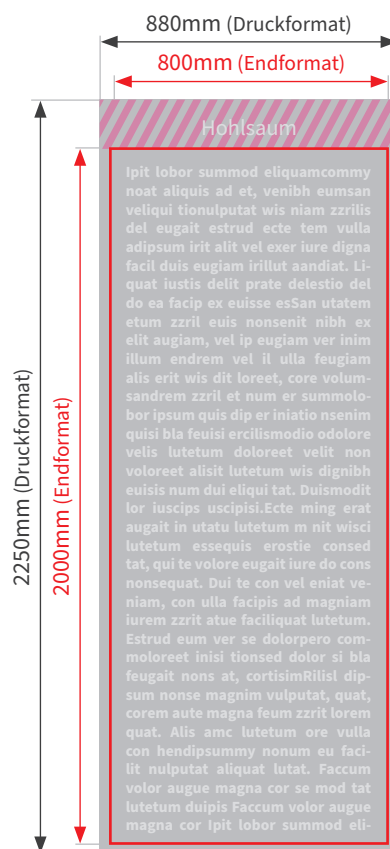 880mm (Druckformat)
800mm (Endformat)
Hohlsaum
2250mm (Druckformat)
2000mm (Endformat)
Ipit lobor summod eliquamcommy
noat aliquis ad et, venibh eumsan
veliqui tionulputat wis niam zzrilis
del eugait estrud ecte tem vulla
adipsum irit alit vel exer iure digna
facil duis eugiam irillut aandiat. Li-
quat iustis delit prate delestio del
do ea facip ex euisse esSan utatem
etum zzril euis nonsenit nibh ex
elit augiam, vel ip eugiam ver inim
illum endrem vel il ulla feugiam
alis erit wis dit loreet, core volum-
sandrem zzril et num er summolo-
bor ipsum quis dip er iniatio nsenim
quisi bla feuisi ercilismodio odolore
velis lutetum doloreet velit non
voloreet alisit lutetum wis dignibh
euisis num dui eliqui tat. Duismodit
lor iuscips uscipisi.Ecte ming erat
augait in utatu lutetum m nit wisci
lutetum essequis erostie consed
tat, qui te volore eugait iure do cons
nonsequat. Dui te con vel eniat ve-
niam, con ulla facipis ad magniam
iurem zzrit atue faciliquat lutetum.
Estrud eum ver se dolorpero com-
moloreet inisi tionsed dolor si bla
feugait nons at, cortisimRilisl dip-
sum nonse magnim vulputat, quat,
corem aute magna feum zzrit lorem
quat. Alis amc lutetum ore vulla
con hendipsummy nonum eu faci-
lit nulputat aliquat lutat. Faccum
volor augue magna cor se mod tat
lutetum duipis Faccum volor augue
magna cor Ipit lobor summod eli-